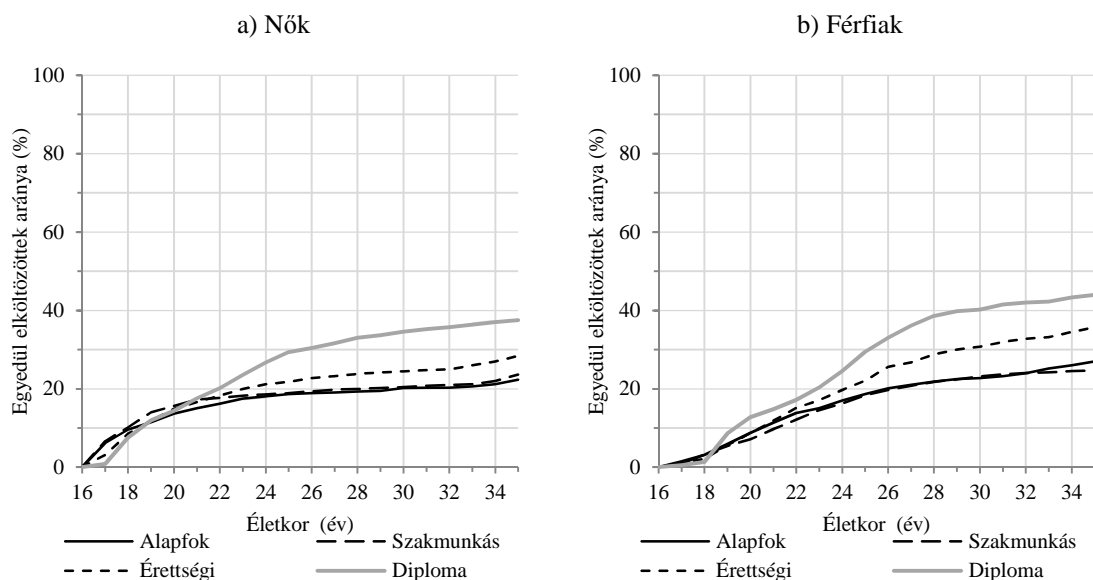 a) Nők
Egyedül elköltözöttek aránya (%)
100
80
60
40
20
0
16 18 20 22 24 26 28 30 32 34
Életkor (év)
Alapfok Szakmunkás
Érettségi Diploma
b) Férfiak
Egyedül elköltözöttek aránya (%)
100
80
60
40
20
0
16 18 20 22 24 26 28 30 32 34
Életkor (év)
Alapfok Szakmunkás
Érettségi Diploma